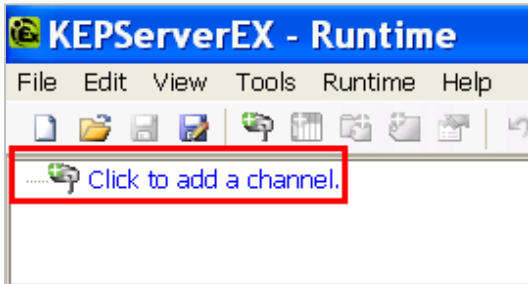 KEPServerEX - Runtime
File Edit View Tools Runtime Help
Click to add a channel.